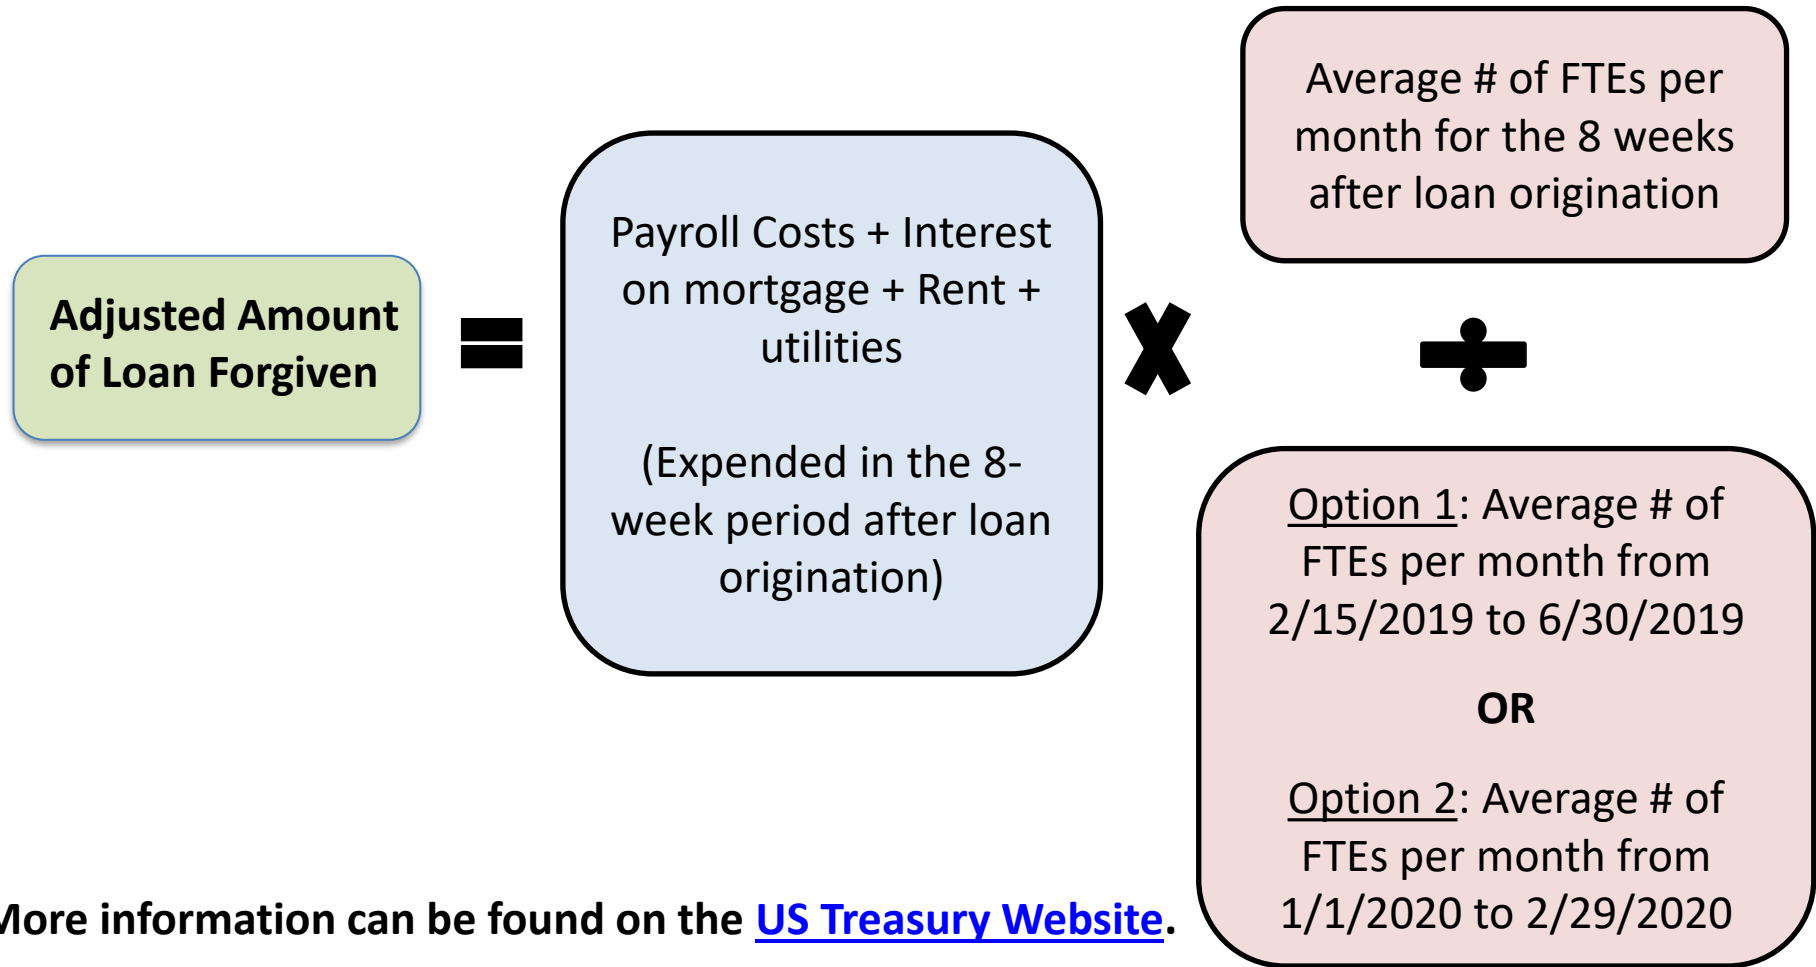 Adjusted Amount
of Loan Forgiven
=
Payroll Costs + Interest
on mortgage + Rent +
utilities
(Expended in the 8-
week period after loan
origination)
X
Average # of FTEs per
month for the 8 weeks
after loan origination
÷
Option 1: Average # of
FTEs per month from
2/15/2019 to 6/30/2019
OR
Option 2: Average # of
FTEs per month from
1/1/2020 to 2/29/2020
More information can be found on the US Treasury Website.